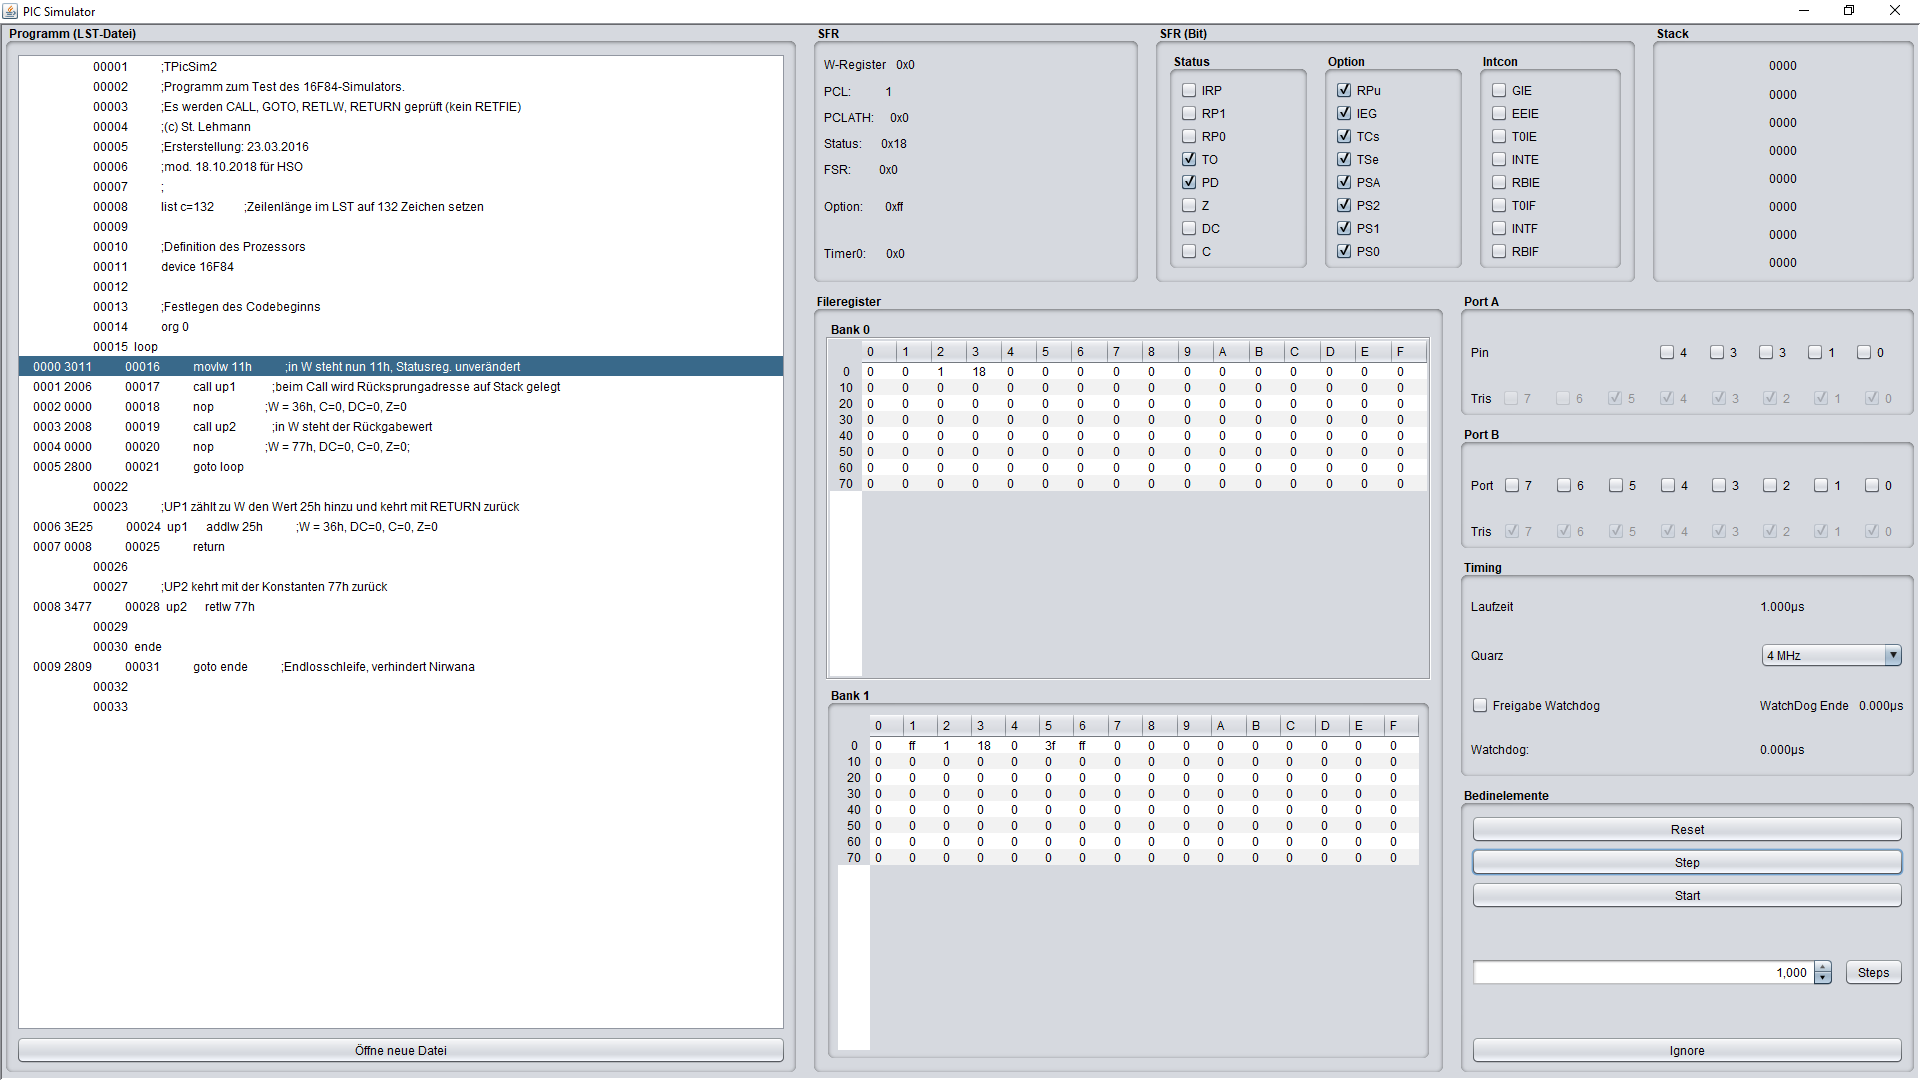 PIC Simulator
Programm (LST-Datei)
00001 ;TPicSim2
00002 ;Programm zum Test des 16F84-Simulators.
00003 ;Es werden CALL, GOTO, RETLW, RETURN geprüft (kein RETFIE)
00004 ;(c) St. Lehmann
00005 ;Ersterstellung: 23.03.2016
00006 ;mod. 18.10.2018 für HSO
00007 ;
00008 list c=132 ;Zeilenlänge im LST auf 132 Zeichen setzen
00009
00010 ;Definition des Prozessors
00011 device 16F84
00012
00013 ;Festlegen des Codebeginns
00014 org 0
00015 loop
0000 3011 00016 movlw 11h ;in W steht nun 11h, Statusreg. unverändert
0001 2006 00017 call up1 ;beim Call wird Rücksprungadresse auf Stack gelegt
0002 0000 00018 nop ;W = 36h, C=0, DC=0, Z=0
0003 2008 00019 call up2 ;in W steht der Rückgabewert
0004 0000 00020 nop ;W = 77h, DC=0, C=0, Z=0;
0005 2800 00021 goto loop
00022
00023 ;UP1 zählt zu W den Wert 25h hinzu und kehrt mit RETURN zurück
0006 3E25 00024 up1 addlw 25h ;W = 36h, DC=0, C=0, Z=0
0007 0008 00025 return
00026
00027 ;UP2 kehrt mit der Konstanten 77h zurück
0008 3477 00028 up2 retlw 77h
00029
00030 ende
0009 2809 00031 goto ende ;Endlosschleife, verhindert Nirwana
00032
00033
Öffne neue Datei
SFR
W-Register 0x0
PCL: 1
PCLATH: 0x0
Status: 0x18
FSR: 0x0
Option: 0xff
Timer0: 0x0
SFR (Bit)
Status
IRP
RP1
RP0
TO
PD
Z
DC
C
Option
RPu
IEG
TCs
TSe
PSA
PS2
PS1
PS0
Intcon
GIE
EEIE
T0IE
INTE
RBIE
T0IF
INTF
RBIF
Stack
0000
0000
0000
0000
0000
0000
0000
0000
Fileregister
Bank 0
0 1 2 3 4 5 6 7 8 9 A B C D E F
0 0 0 1 18 0 0 0 0 0 0 0 0 0 0 0 0
10 0 0 0 0 0 0 0 0 0 0 0 0 0 0 0 0
20 0 0 0 0 0 0 0 0 0 0 0 0 0 0 0 0
30 0 0 0 0 0 0 0 0 0 0 0 0 0 0 0 0
40 0 0 0 0 0 0 0 0 0 0 0 0 0 0 0 0
50 0 0 0 0 0 0 0 0 0 0 0 0 0 0 0 0
60 0 0 0 0 0 0 0 0 0 0 0 0 0 0 0 0
70 0 0 0 0 0 0 0 0 0 0 0 0 0 0 0 0
Bank 1
0 1 2 3 4 5 6 7 8 9 A B C D E F
0 0 ff 1 18 0 3f ff 0 0 0 0 0 0 0 0 0
10 0 0 0 0 0 0 0 0 0 0 0 0 0 0 0 0
20 0 0 0 0 0 0 0 0 0 0 0 0 0 0 0 0
30 0 0 0 0 0 0 0 0 0 0 0 0 0 0 0 0
40 0 0 0 0 0 0 0 0 0 0 0 0 0 0 0 0
50 0 0 0 0 0 0 0 0 0 0 0 0 0 0 0 0
60 0 0 0 0 0 0 0 0 0 0 0 0 0 0 0 0
70 0 0 0 0 0 0 0 0 0 0 0 0 0 0 0 0
Port A
Pin 4 3 3 1 0
Tris 7 6 5 4 3 2 1 0
Port B
Port 7 6 5 4 3 2 1 0
Tris 7 6 5 4 3 2 1 0
Timing
Laufzeit 1.000µs
Quarz 4 MHz
Freigabe Watchdog WatchDog Ende 0.000µs
Watchdog: 0.000µs
Bedinelemente
Reset
Step
Start
1,000 Steps
Ignore